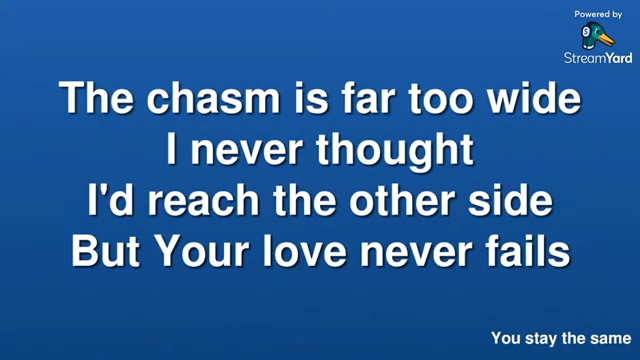 Powered by
StreamYard
The chasm is far too wide
I never thought
I'd reach the other side
But Your love never fails
You stay the same